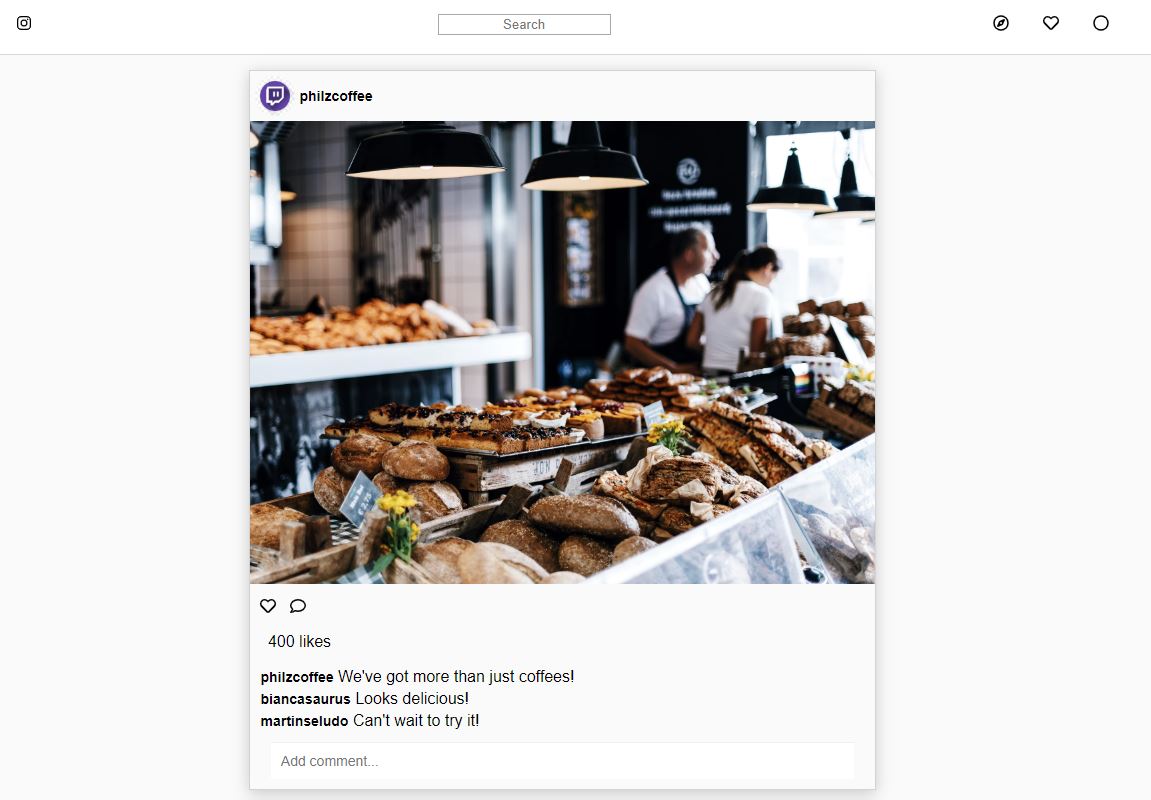 Search
philzcoffee
400 likes
philzcoffee We've got more than just coffees!
biancasaurus Looks delicious!
martinseludo Can't wait to try it!
Add comment...